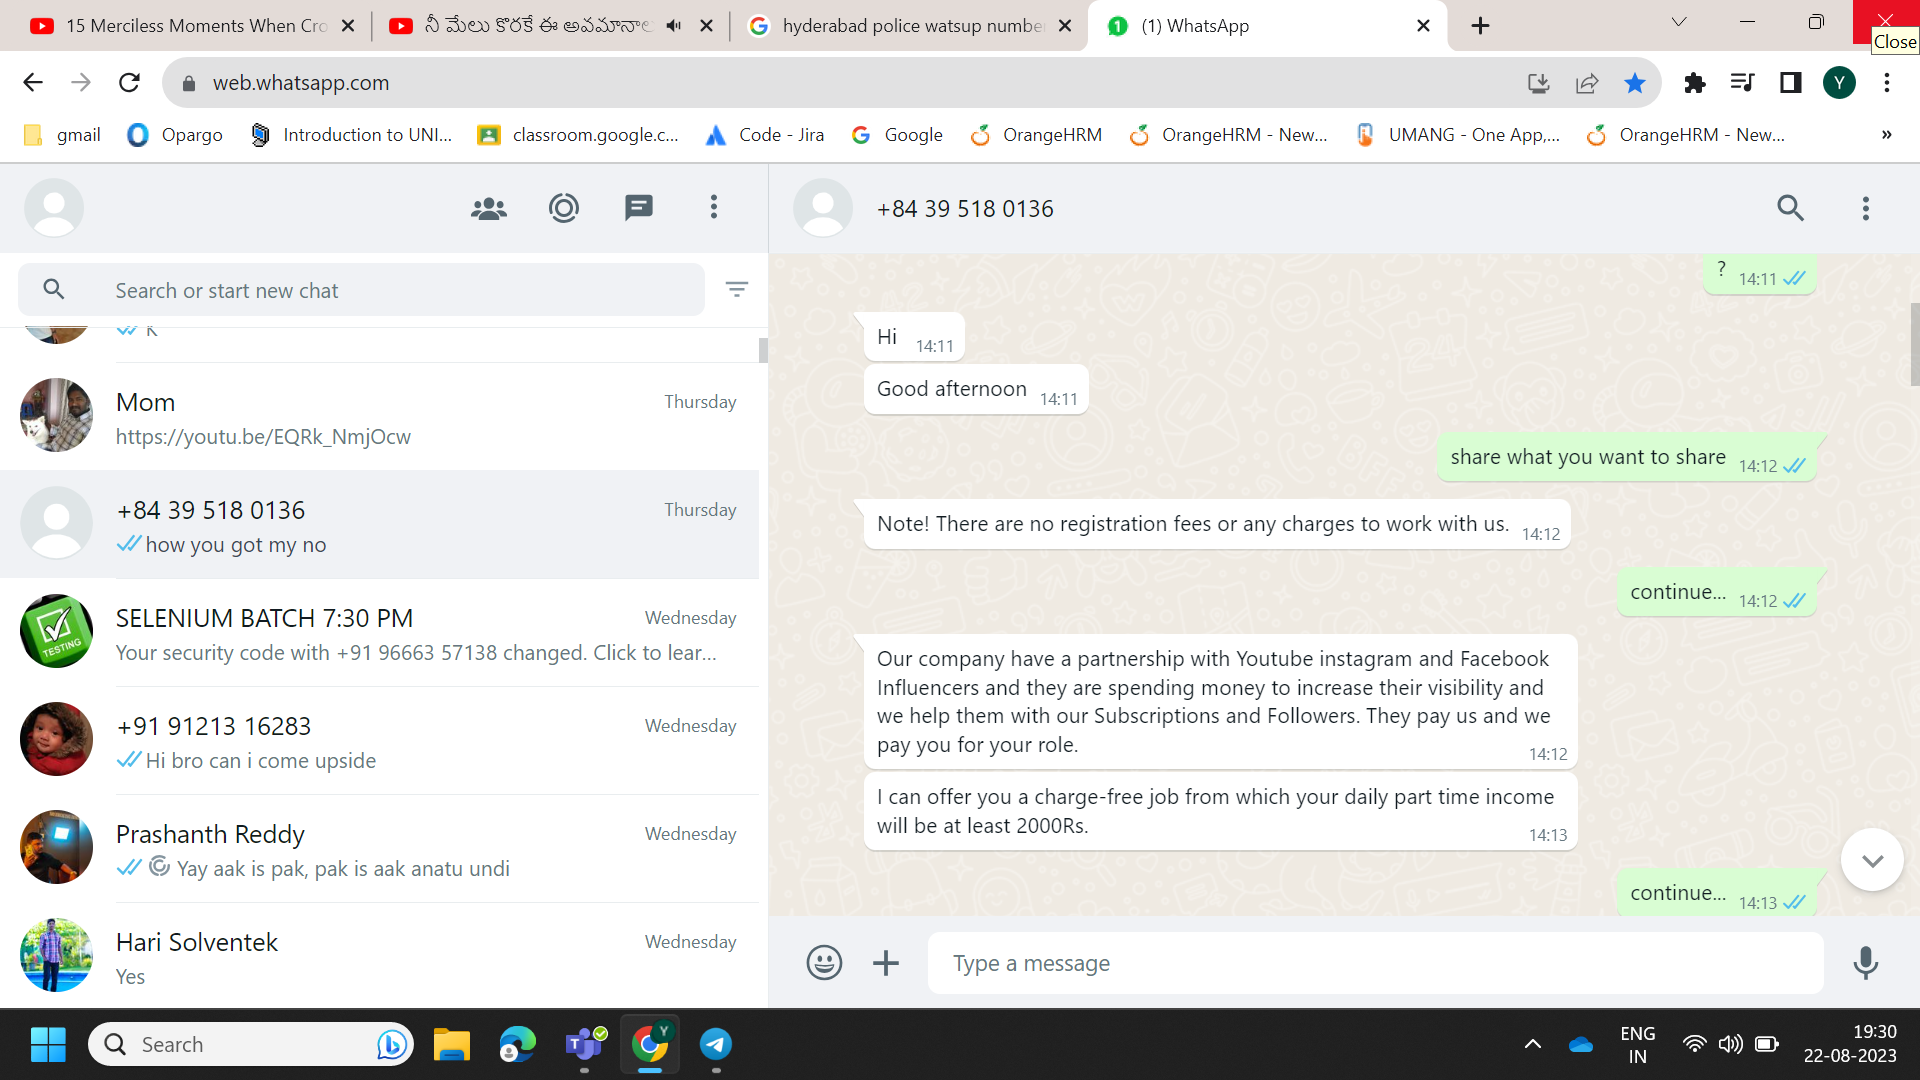 15 Merciless Moments When Cro
నీ మేలు కొరకే ఈ అవమానాల
hyderabad police watsup numbe
(1) WhatsApp
Close
web.whatsapp.com
Y
gmail
Opargo
Introduction to UNI...
classroom.google.c...
Code - Jira
Google
OrangeHRM
OrangeHRM - New...
UMANG - One App,...
OrangeHRM - New...
»
Search or start new chat
K
Mom
Thursday
https://youtu.be/EQRk_NmjOcw
+84 39 518 0136
Thursday
how you got my no
TESTING
SELENIUM BATCH 7:30 PM
Wednesday
Your security code with +91 96663 57138 changed. Click to lear...
+91 91213 16283
Wednesday
Hi bro can i come upside
Prashanth Reddy
Wednesday
Yay aak is pak, pak is aak anatu undi
Hari Solventek
Wednesday
Yes
+84 39 518 0136
? 14:11
Hi 14:11
Good afternoon 14:11
share what you want to share 14:12
Note! There are no registration fees or any charges to work with us. 14:12
continue... 14:12
Our company have a partnership with Youtube instagram and Facebook
Influencers and they are spending money to increase their visibility and
we help them with our Subscriptions and Followers. They pay us and we
pay you for your role. 14:12
I can offer you a charge-free job from which your daily part time income
will be at least 2000Rs. 14:13
continue... 14:13
Type a message
Search
ENG
IN
19:30
22-08-2023